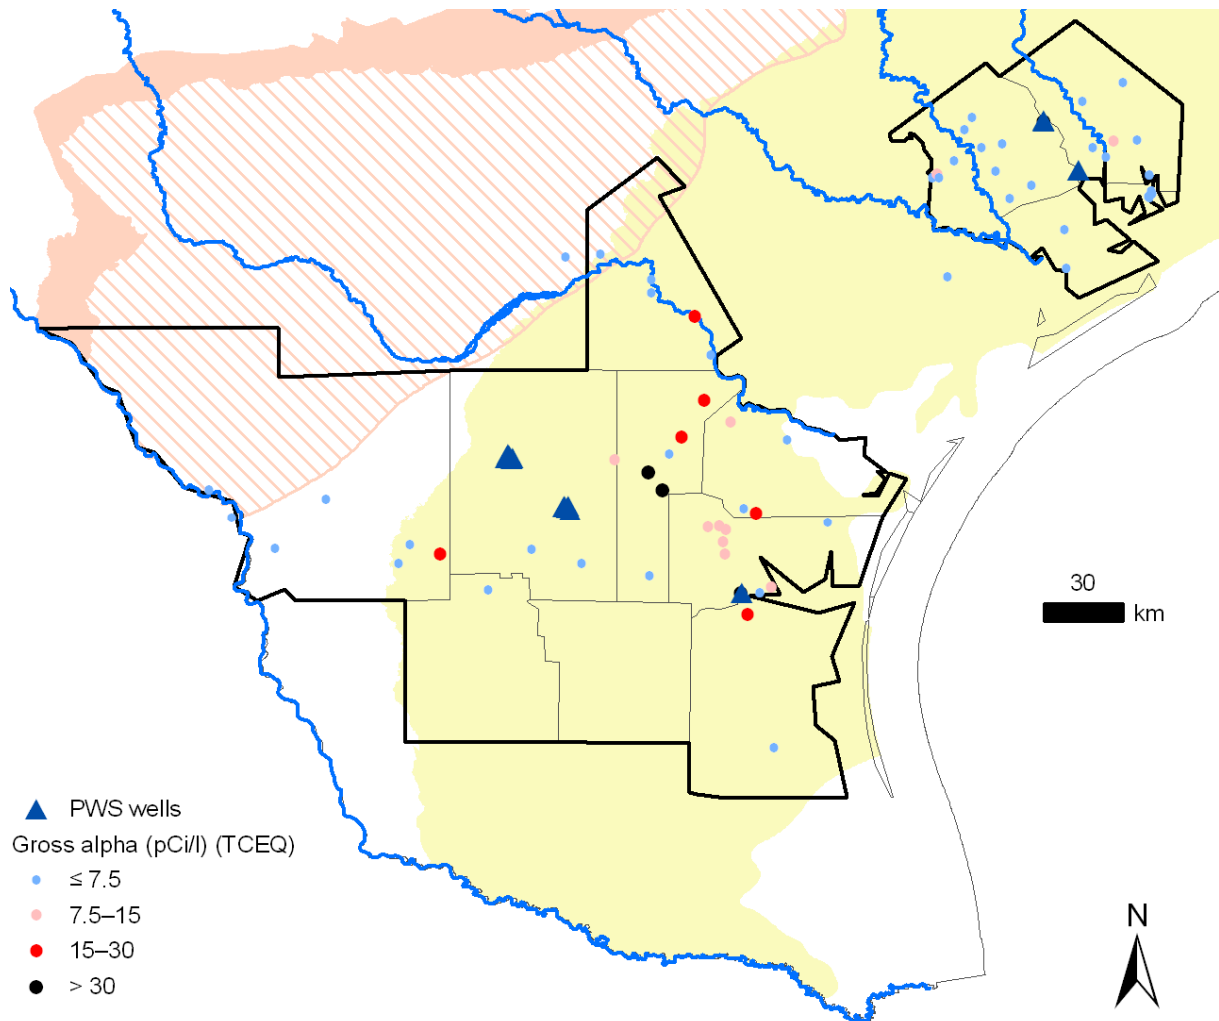 30
km
PWS wells
Gross alpha (pCi/l) (TCEQ)
≤ 7.5
7.5–15
15–30
> 30
N